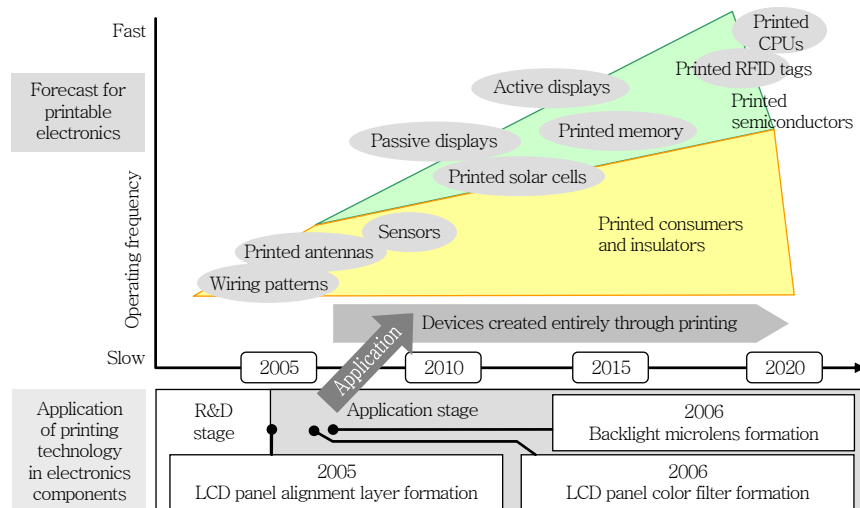 Fast
Printed
CPUs
Printed RFID tags
Forecast for
printable
electronics
Active displays
Printed
semiconductors
Printed memory
Passive displays
Printed solar cells
Operating frequency
Sensors
Printed consumers
and insulators
Printed antennas
Wiring patterns
Devices created entirely through printing
Application
Slow
2005
2010
2015
2020
Application
of printing
technology
in electronics
components
R&D
stage
Application stage
2006
Backlight microlens formation
2005
LCD panel alignment layer formation
2006
LCD panel color filter formation